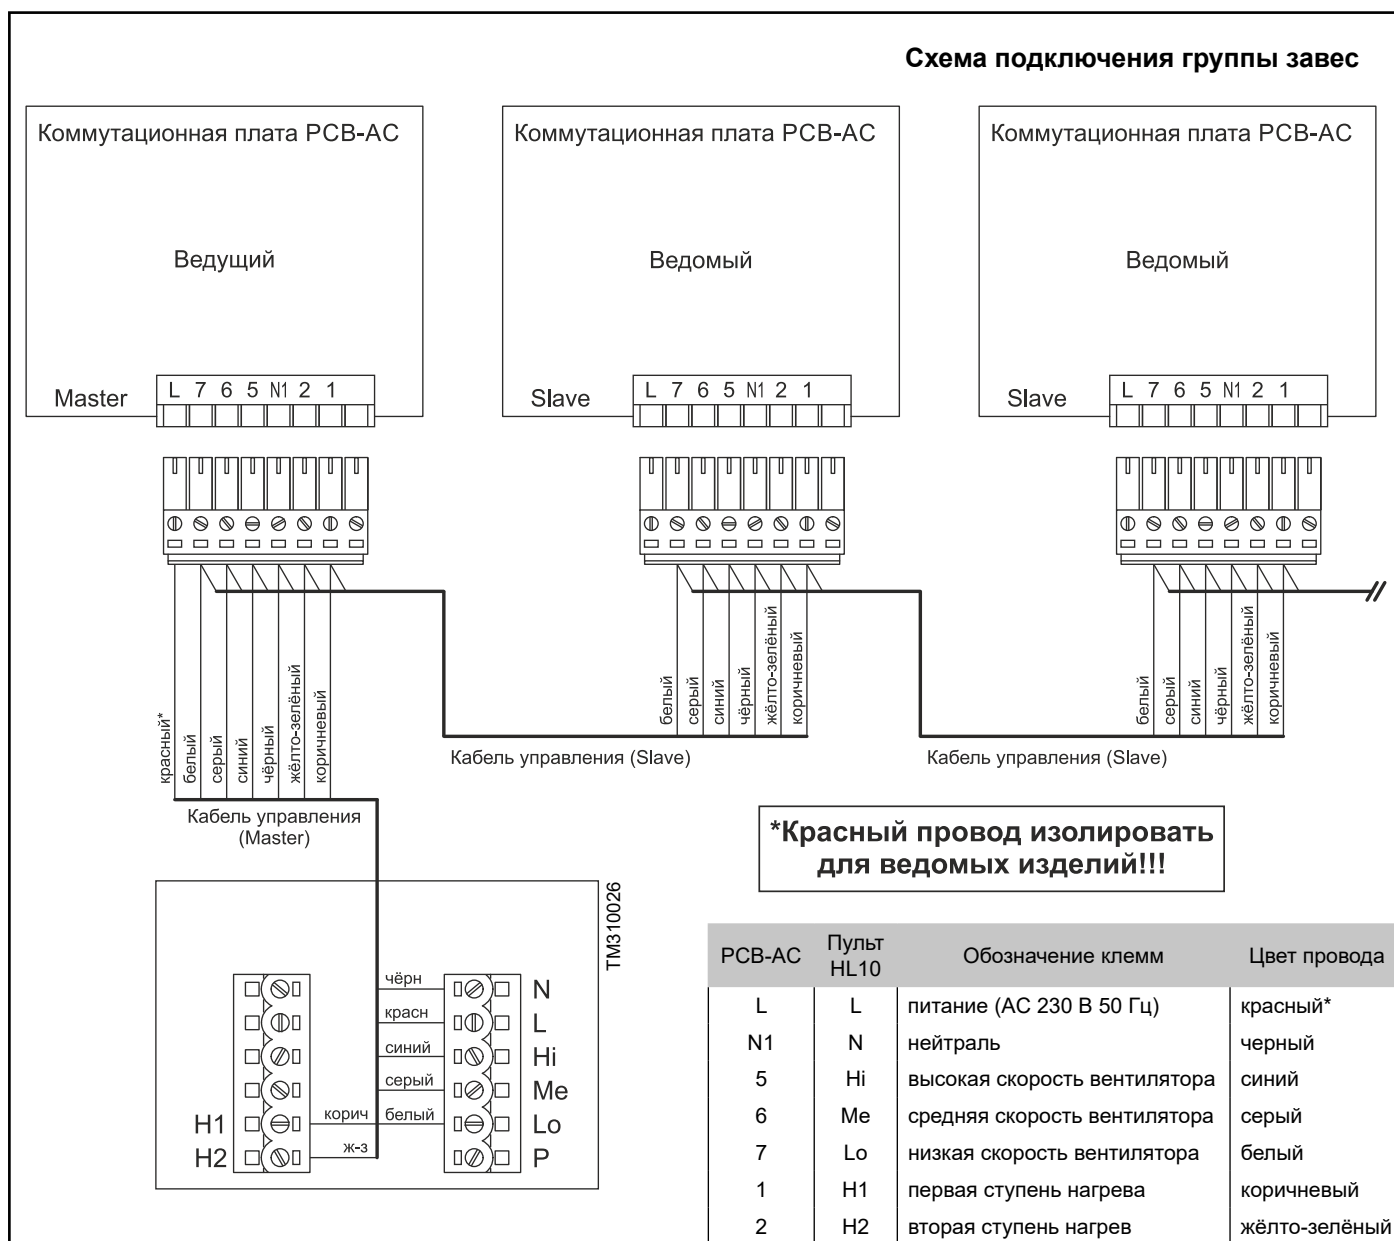 Схема подключения группы завес
Коммутационная плата PCB-AC
Ведущий
Master
L 7 6 5 N1 2 1
Коммутационная плата PCB-AC
Ведомый
Slave
L 7 6 5 N1 2 1
Коммутационная плата PCB-AC
Ведомый
Slave
L 7 6 5 N1 2 1
красный*
белый
серый
синий
чёрный
жёлто-зелёный
коричневый
Кабель управления
(Master)
белый
серый
синий
чёрный
жёлто-зелёный
коричневый
Кабель управления (Slave)
белый
серый
синий
чёрный
жёлто-зелёный
коричневый
Кабель управления (Slave)
*Красный провод изолировать
для ведомых изделий!!!
TM310026
чёрн N
красн L
синий Hi
серый Me
H1 корич белый Lo
H2 ж-з P
PCB-AC Пульт HL10 Обозначение клемм Цвет провода
L L питание (AC 230 В 50 Гц) красный*
N1 N нейтраль черный
5 Hi высокая скорость вентилятора синий
6 Me средняя скорость вентилятора серый
7 Lo низкая скорость вентилятора белый
1 H1 первая ступень нагрева коричневый
2 H2 вторая ступень нагрев жёлто-зелёный